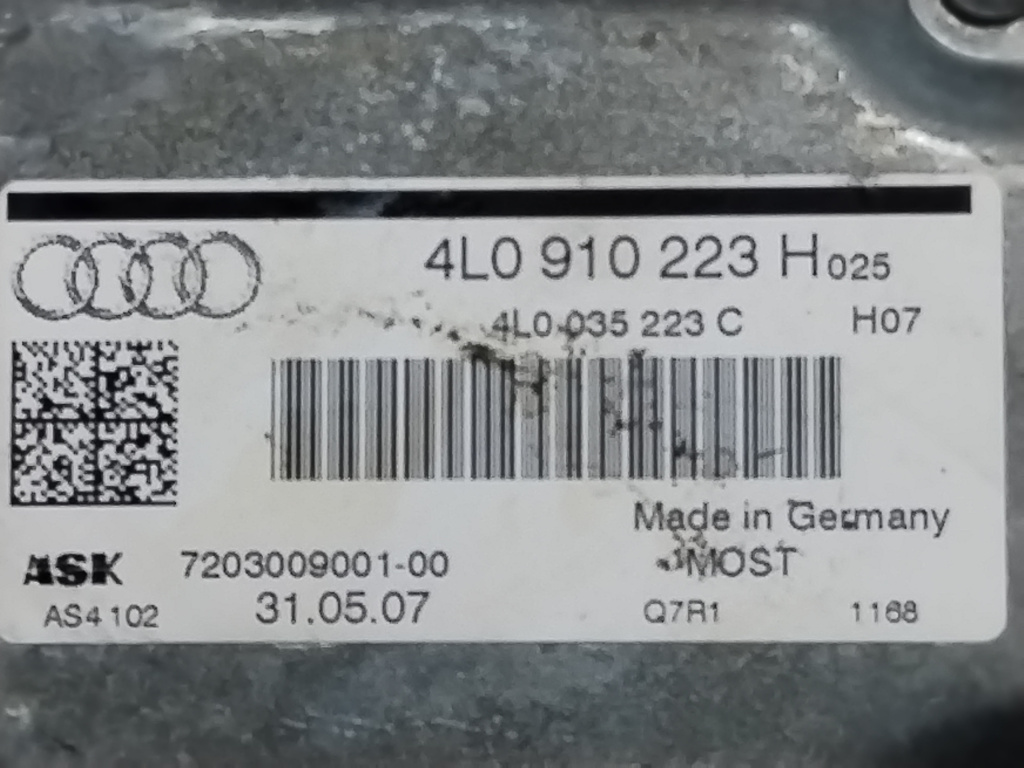 4L0 910 223 H 025
4L0 035 223 C H07
Made in Germany
ASK 7203009001-00 MOST
AS4 102 31.05.07 Q7R1 1168